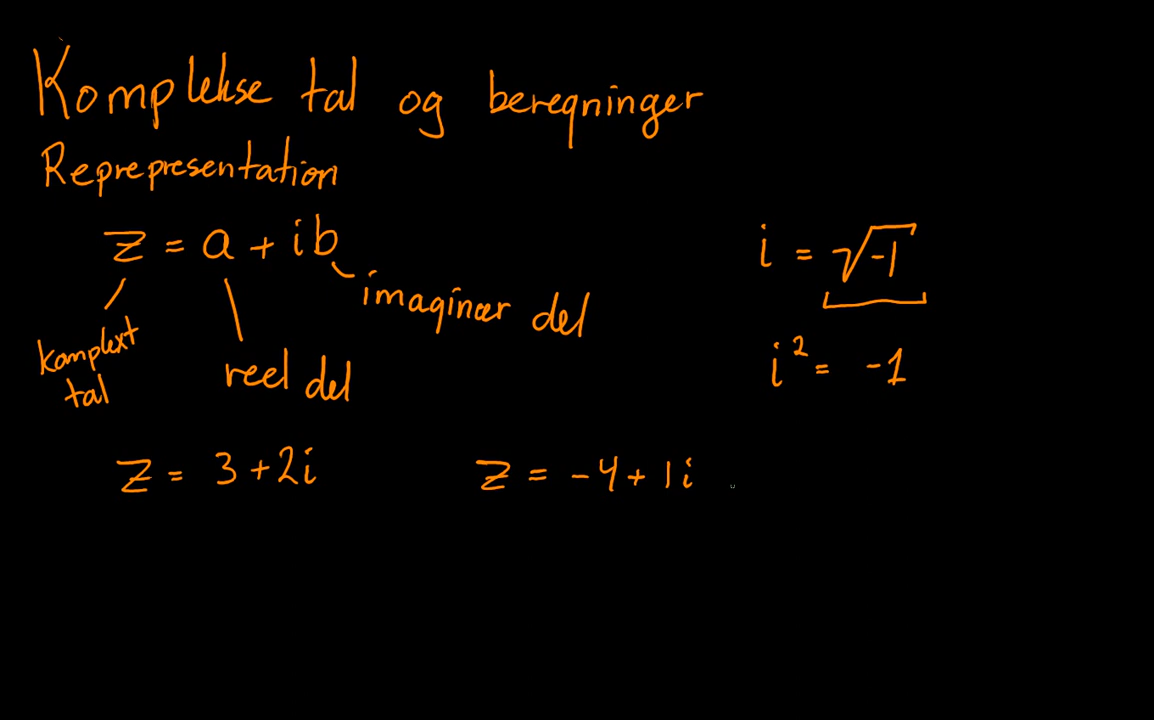 Komplekse tal og beregninger
Reprepresentation
z = a + ib
imaginær del
komplext
tal
reel del
i = √-1
i² = -1
z = 3 + 2i
z = -4 + 1i